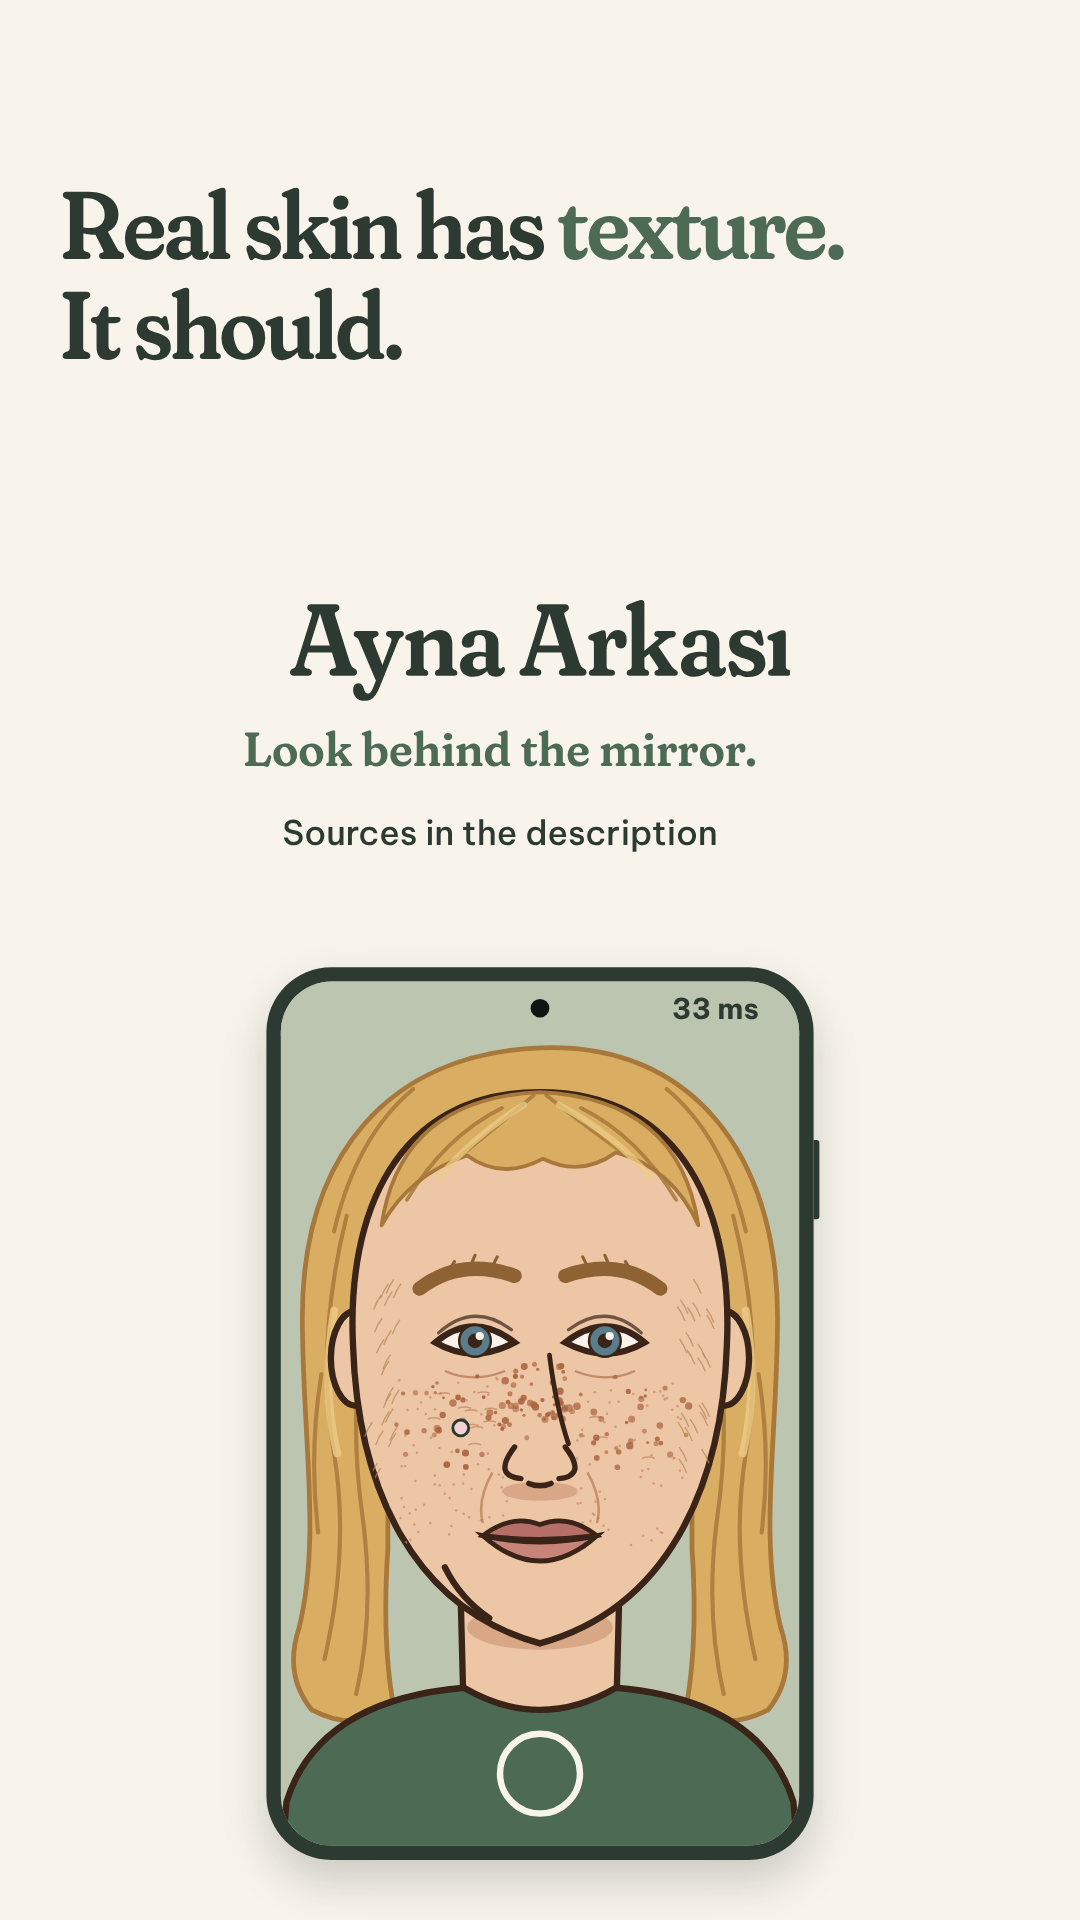 Real skin has texture.
It should.
Ayna Arkası
Look behind the mirror.
Sources in the description
33 ms